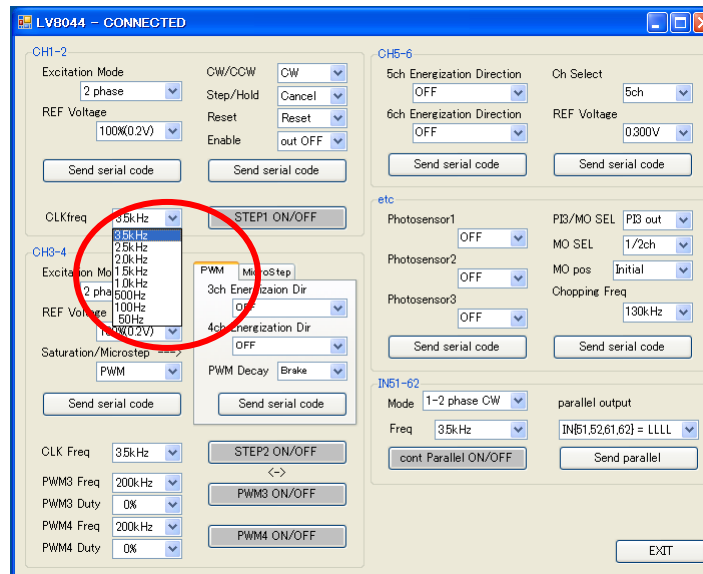 LV8044 - CONNECTED
CH1-2
Excitation Mode
2 phase
REF Voltage
100%(0.2V)
Send serial code
CW/CCW CW
Step/Hold Cancel
Reset Reset
Enable out OFF
Send serial code
CLKfreq 3.5kHz
STEP1 ON/OFF
3.5kHz
2.5kHz
2.0kHz
1.5kHz
1.0kHz
500Hz
100Hz
50Hz
CH3-4
Excitation Mo
2 pha
REF Voltage
100%(0.2V)
Saturation/Microstep --->
PWM
Send serial code
PWM MicroStep
3ch Energizaion Dir
OFF
4ch Energization Dir
OFF
PWM Decay Brake
Send serial code
CLK Freq 3.5kHz
PWM3 Freq 200kHz
PWM3 Duty 0%
PWM4 Freq 200kHz
PWM4 Duty 0%
STEP2 ON/OFF
<->
PWM3 ON/OFF
PWM4 ON/OFF
CH5-6
5ch Energization Direction
OFF
6ch Energization Direction
OFF
Send serial code
Ch Select
5ch
REF Voltage
0.300V
Send serial code
etc
Photosensor1
OFF
Photosensor2
OFF
Photosensor3
OFF
Send serial code
PI3/MO SEL PI3 out
MO SEL 1/2ch
MO pos Initial
Chopping Freq
130kHz
Send serial code
IN51-62
Mode 1-2 phase CW
Freq 3.5kHz
cont Parallel ON/OFF
parallel output
IN{51,52,61,62} = LLLL
Send parallel
EXIT